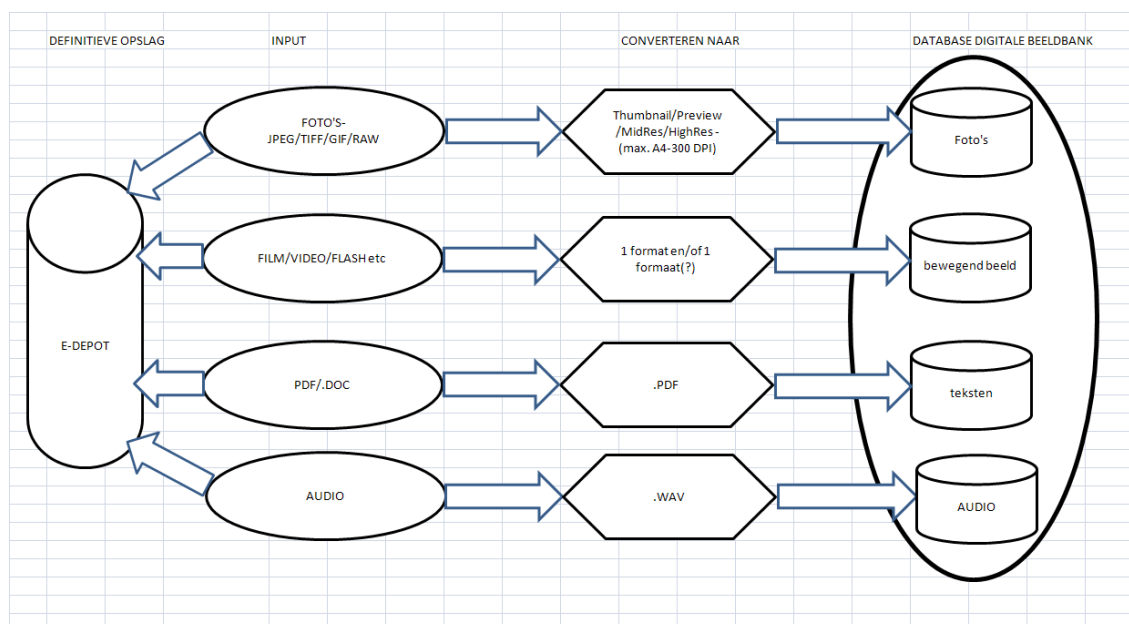 DEFINITIEVE OPSLAG
INPUT
CONVERTEREN NAAR
DATABASE DIGITALE BEELDBANK
FOTO'S-
JPEG/TIFF/GIF/RAW
Thumbnail/Preview
/MidRes/HighRes-
(max. A4-300 DPI)
Foto's
FILM/VIDEO/FLASH etc
1 format en/of 1
formaat(?)
bewegend beeld
E-DEPOT
PDF/.DOC
.PDF
teksten
AUDIO
.WAV
AUDIO